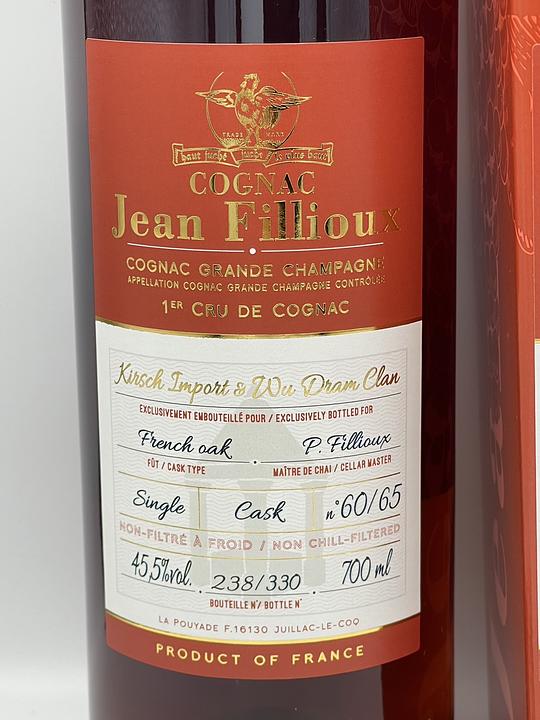 TRADE MARK
haut juché juche le plus haut
COGNAC
Jean Fillioux
COGNAC GRANDE CHAMPAGNE
APPELLATION COGNAC GRANDE CHAMPAGNE CONTRÔLÉE
1ER CRU DE COGNAC
Kirsch Import & Wu Dram Clan
EXCLUSIVEMENT EMBOUTEILLÉ POUR / EXCLUSIVELY BOTTLED FOR
French oak P. Fillioux
FÛT / CASK TYPE MAÎTRE DE CHAI / CELLAR MASTER
Single Cask n°60/65
NON-FILTRÉ À FROID / NON CHILL-FILTERED
45,5%vol. 238/330 700 ml
BOUTEILLE N°/ BOTTLE N°
LA POUYADE F.16130 JUILLAC-LE-COQ
PRODUCT OF FRANCE